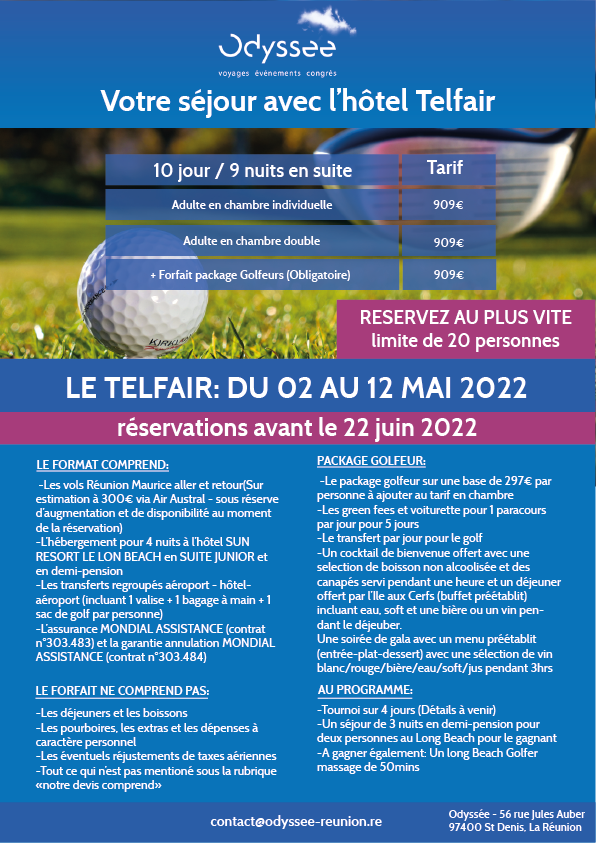 Odyssée
voyages événements congrès
Votre séjour avec l'hôtel Telfair
10 jour / 9 nuits en suite Tarif
Adulte en chambre individuelle 909€
Adulte en chambre double 909€
+ Forfait package Golfeurs (Obligatoire) 909€
KIRKLAND
RESERVEZ AU PLUS VITE
limite de 20 personnes
LE TELFAIR: DU 02 AU 12 MAI 2022
réservations avant le 22 juin 2022
LE FORMAT COMPREND:
-Les vols Réunion Maurice aller et retour(Sur
estimation à 300€ via Air Austral - sous réserve
d'augmentation et de disponibilité au moment
de la réservation)
-L'hébergement pour 4 nuits à l'hôtel SUN
RESORT LE LON BEACH en SUITE JUNIOR et
en demi-pension
-Les transferts regroupés aéroport - hôtel-
aéroport (incluant 1 valise + 1 bagage à main + 1
sac de golf par personne)
-L'assurance MONDIAL ASSISTANCE (contrat
n°303.483) et la garantie annulation MONDIAL
ASSISTANCE (contrat n°303.484)
LE FORFAIT NE COMPREND PAS:
-Les déjeuners et les boissons
-Les pourboires, les extras et les dépenses à
caractère personnel
-Les éventuels réjustements de taxes aériennes
-Tout ce qui n'est pas mentioné sous la rubrique
«notre devis comprend»
PACKAGE GOLFEUR:
-Le package golfeur sur une base de 297€ par
personne à ajouter au tarif en chambre
-Les green fees et voiturette pour 1 paracours
par jour pour 5 jours
-Le transfert par jour pour le golf
-Un cocktail de bienvenue offert avec une
selection de boisson non alcoolisée et des
canapés servi pendant une heure et un déjeuner
offert par l'Ile aux Cerfs (buffet préétablit)
incluant eau, soft et une bière ou un vin pen-
dant le déjeuber.
Une soirée de gala avec un menu préétablit
(entrée-plat-dessert) avec une sélection de vin
blanc/rouge/bière/eau/soft/jus pendant 3hrs
AU PROGRAMME:
-Tournoi sur 4 jours (Détails à venir)
-Un séjour de 3 nuits en demi-pension pour
deux personnes au Long Beach pour le gagnant
-A gagner également: Un long Beach Golfer
massage de 50mins
contact@odyssee-reunion.re
Odyssée - 56 rue Jules Auber
97400 St Denis, La Réunion